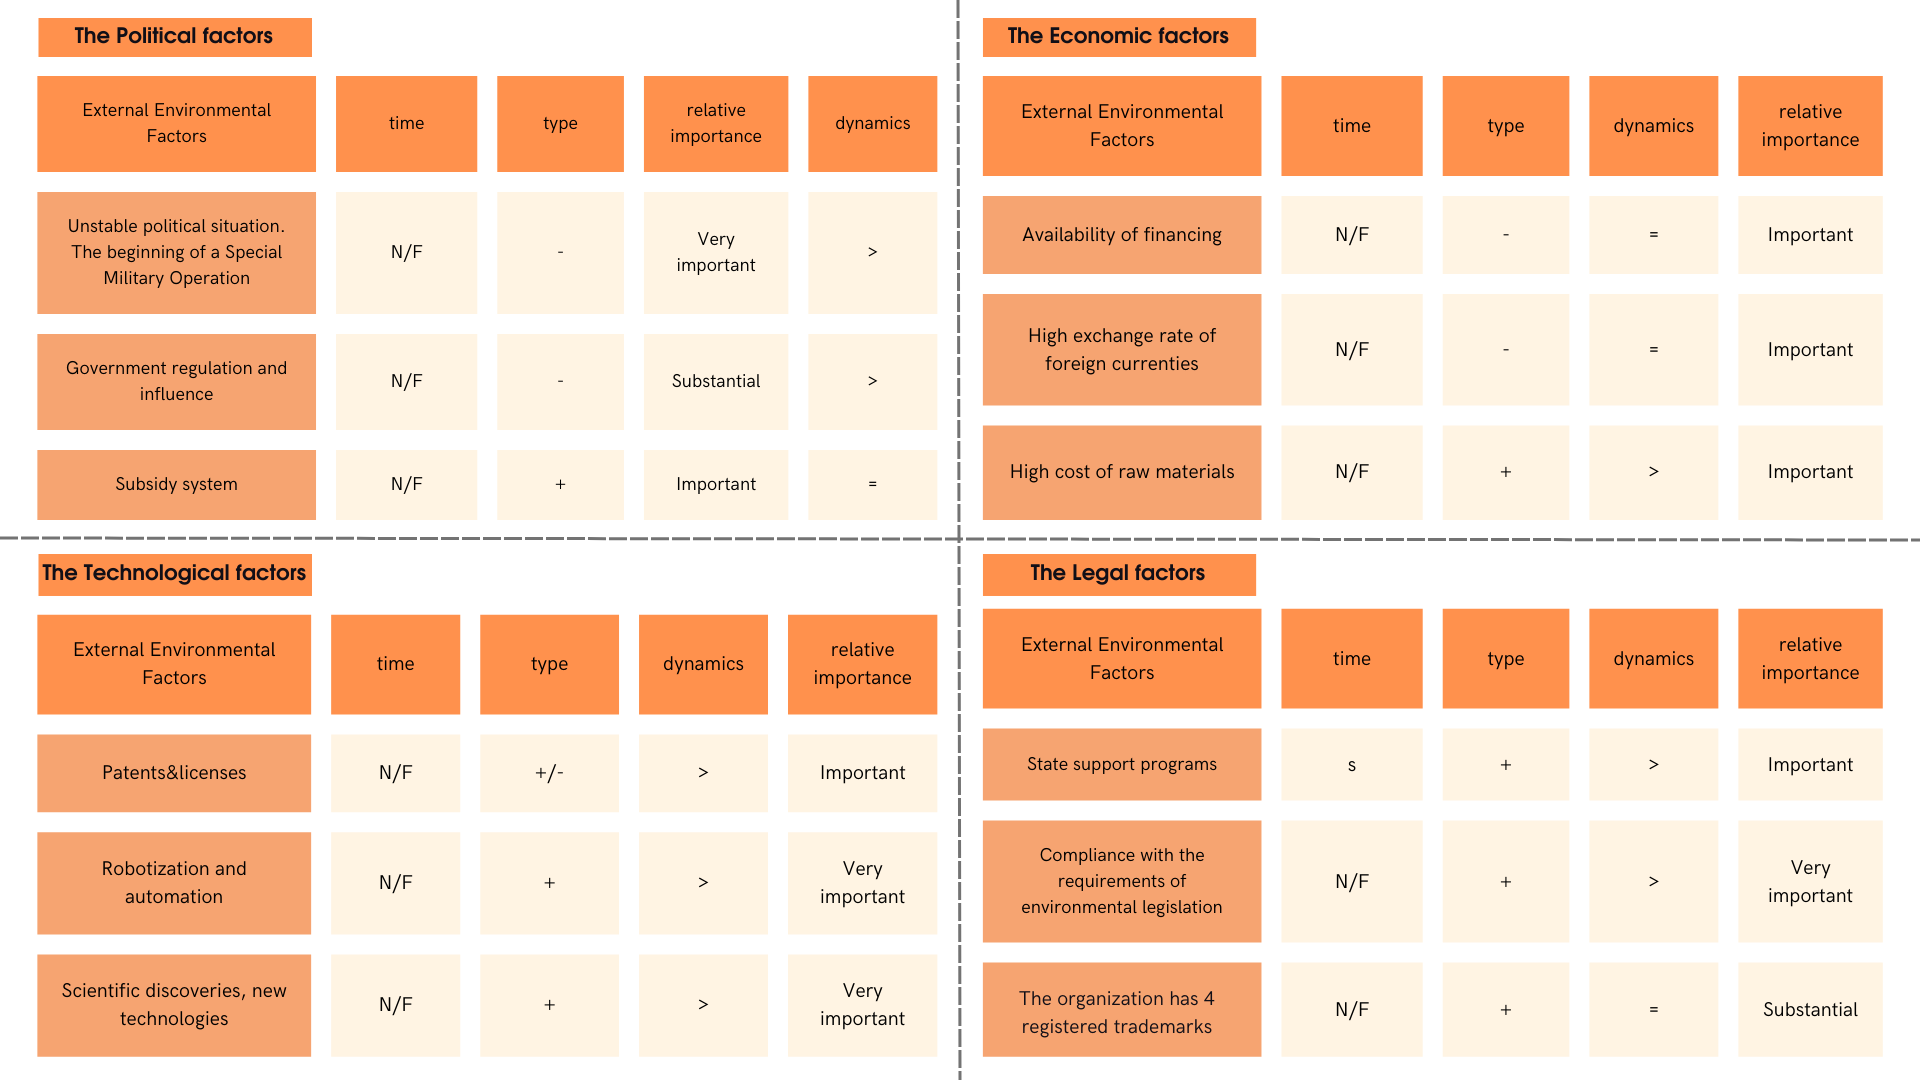 The Political factors
External Environmental
Factors
time
type
relative
importance
dynamics
Unstable political situation.
The beginning of a Special
Military Operation
N/F
-
Very
important
>
Government regulation and
influence
N/F
-
Substantial
>
Subsidy system
N/F
+
Important
=
The Economic factors
External Environmental
Factors
time
type
dynamics
relative
importance
Availability of financing
N/F
-
=
Important
High exchange rate of
foreign currenties
N/F
-
=
Important
High cost of raw materials
N/F
+
>
Important
The Technological factors
External Environmental
Factors
time
type
dynamics
relative
importance
Patents&licenses
N/F
+/-
>
Important
Robotization and
automation
N/F
+
>
Very
important
Scientific discoveries, new
technologies
N/F
+
>
Very
important
The Legal factors
External Environmental
Factors
time
type
dynamics
relative
importance
State support programs
s
+
>
Important
Compliance with the
requirements of
environmental legislation
N/F
+
>
Very
important
The organization has 4
registered trademarks
N/F
+
=
Substantial